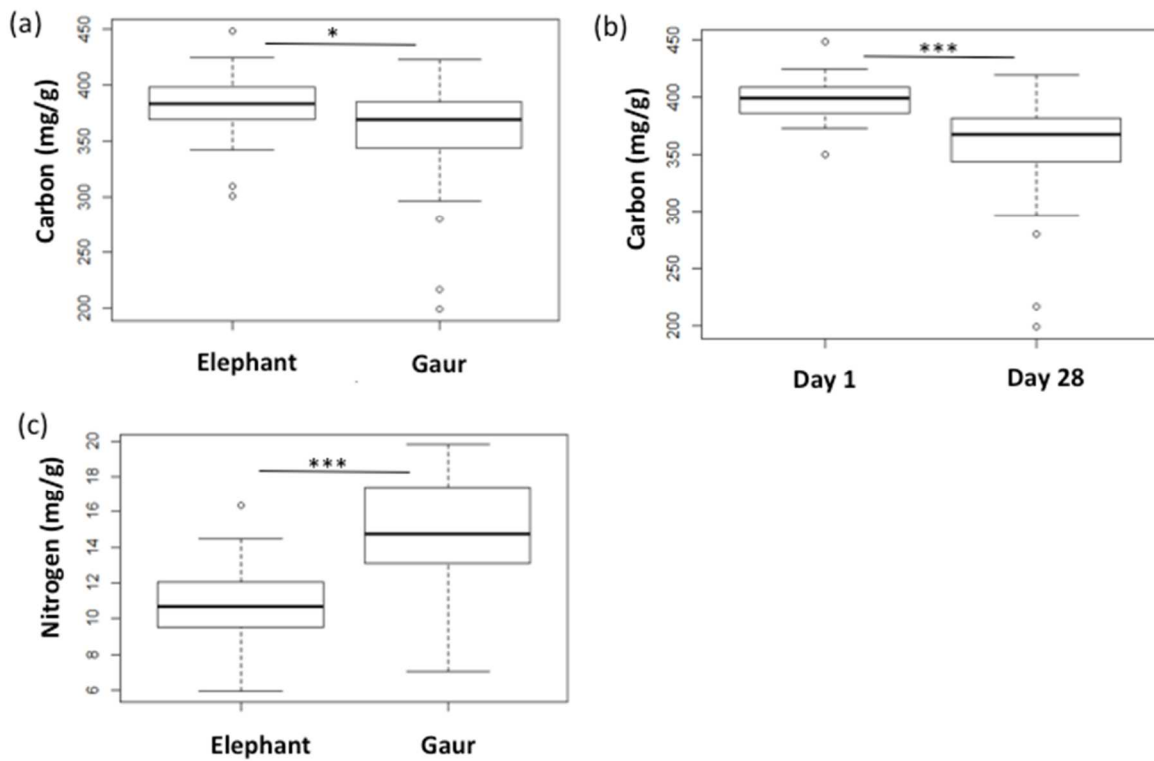 (a)
Carbon (mg/g)
450
400
350
300
250
200
*
Elephant
Gaur
(b)
Carbon (mg/g)
450
400
350
300
250
200
***
Day 1
Day 28
(c)
Nitrogen (mg/g)
20
18
16
14
12
10
8
6
***
Elephant
Gaur